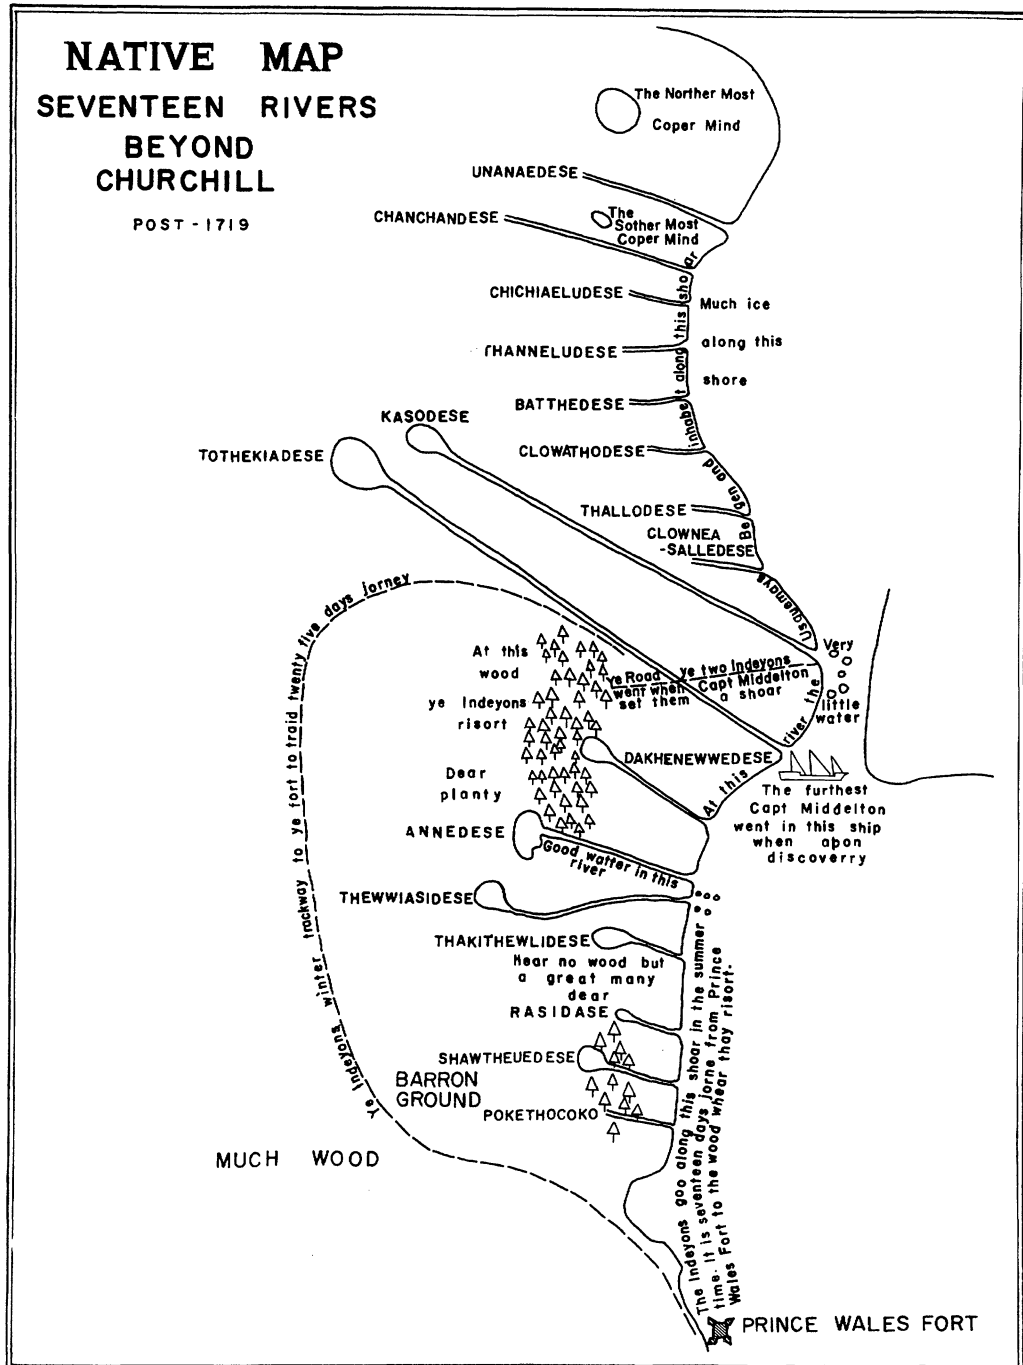 NATIVE MAP
SEVENTEEN RIVERS
BEYOND
CHURCHILL
POST - 1719
The Norther Most
Coper Mind
UNANAEDESE
CHANCHANDESE
The
Sother Most
Coper Mind
CHICHIAELUDESE
Much ice
along this
shore
THANNELUDESE
BATTHEDESE
KASODESE
TOTHEKIADESE
CLOWATHODESE
THALLODESE
CLOWNEA
-SALLEDESE
Usquemays Be gen and inhabet along this shoar
Very
little
water
Ye Indeyons winter trackway to ye fort to traid twenty five days jorney
At this
wood
ye Indeyons
risort
ye Road ye two Indeyons
went when Capt Middelton
set them a shoar
At this river the
Dear
planty
DAKHENEWWEDESE
The furthest
Capt Middelton
went in this ship
when apon
discoverry
ANNEDESE
Good watter in this
river
THEWWIASIDESE
THAKITHEWLIDESE
Hear no wood but
a great many
dear
RASIDASE
SHAWTHEUEDESE
BARRON
GROUND
POKETHOCOKO
MUCH WOOD
The Indeyons goo along this shoar in the summer
time. It is seventeen days jorne from Prince
Wales Fort to the wood whear thay risort.
PRINCE WALES FORT